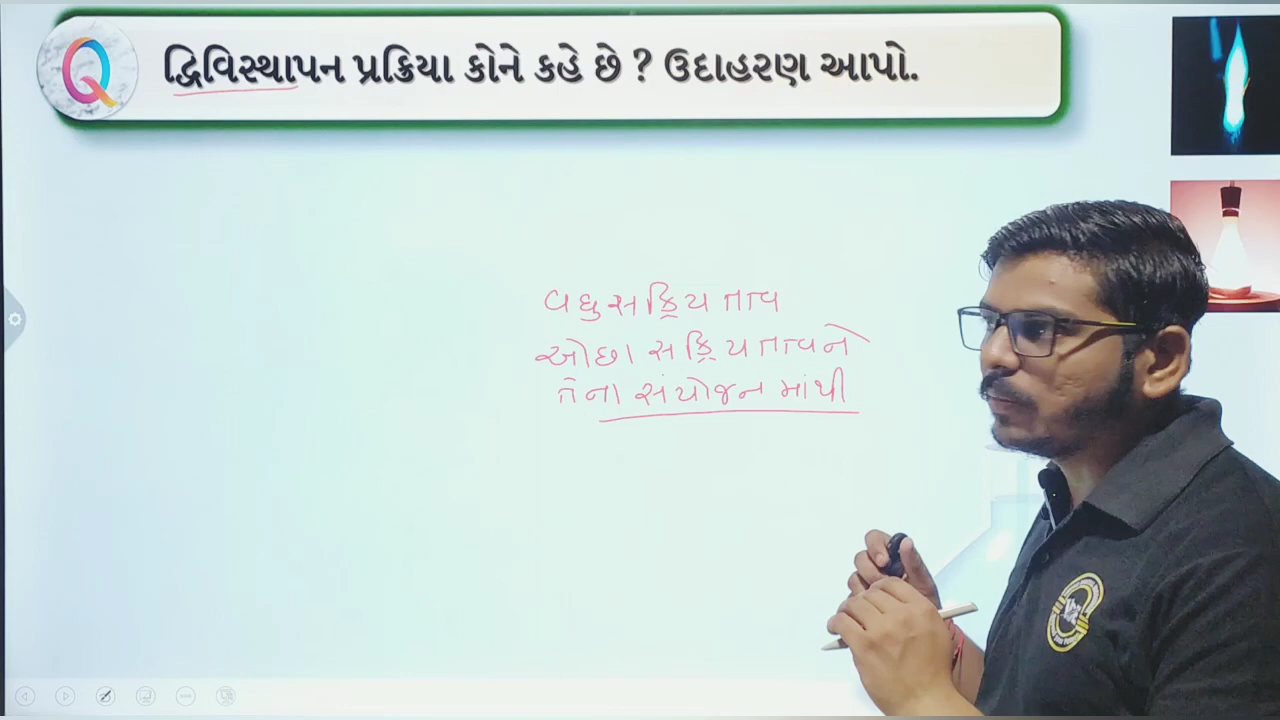 દ્વિવિસ્થાપન પ્રક્રિયા કોને કહે છે ? ઉદાહરણ આપો.
વધુ સક્રિય તત્વ
ઓછા સક્રિય તત્વને
તેના સંયોજન માંથી